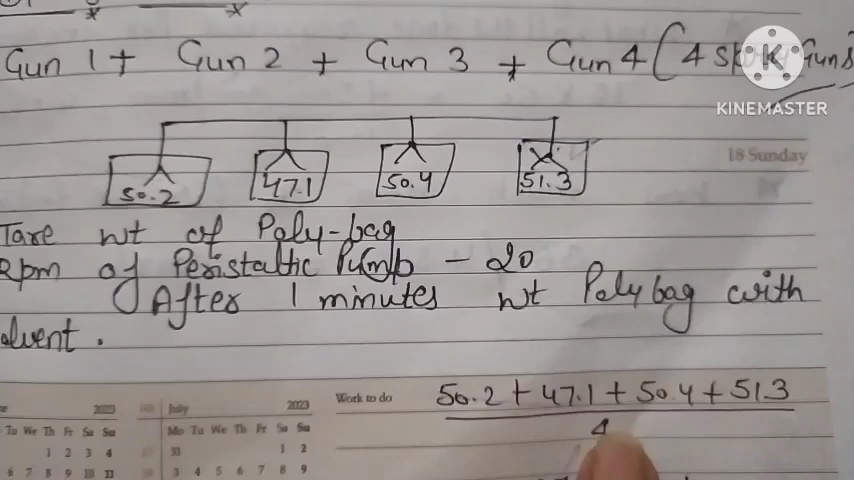 Gun 1 + Gun 2 + Gun 3 + Gun 4 ( 4 Guns
K
KINEMASTER
18 Sunday
50.2 47.1 50.4 51.3
Tare wt of Poly-bag
Rpm of Peristaltic Pump - 20
After 1 minutes wt Poly bag with
olvent .
50.2 + 47.1 + 50.4 + 51.3
4
Work to do
2023 July 2023
Tu We Th Fr Sa Su Mo Tu We Th Fr Sa Su
1 2 3 4 31 1 2
6 7 8 9 10 11 3 4 5 6 7 8 9